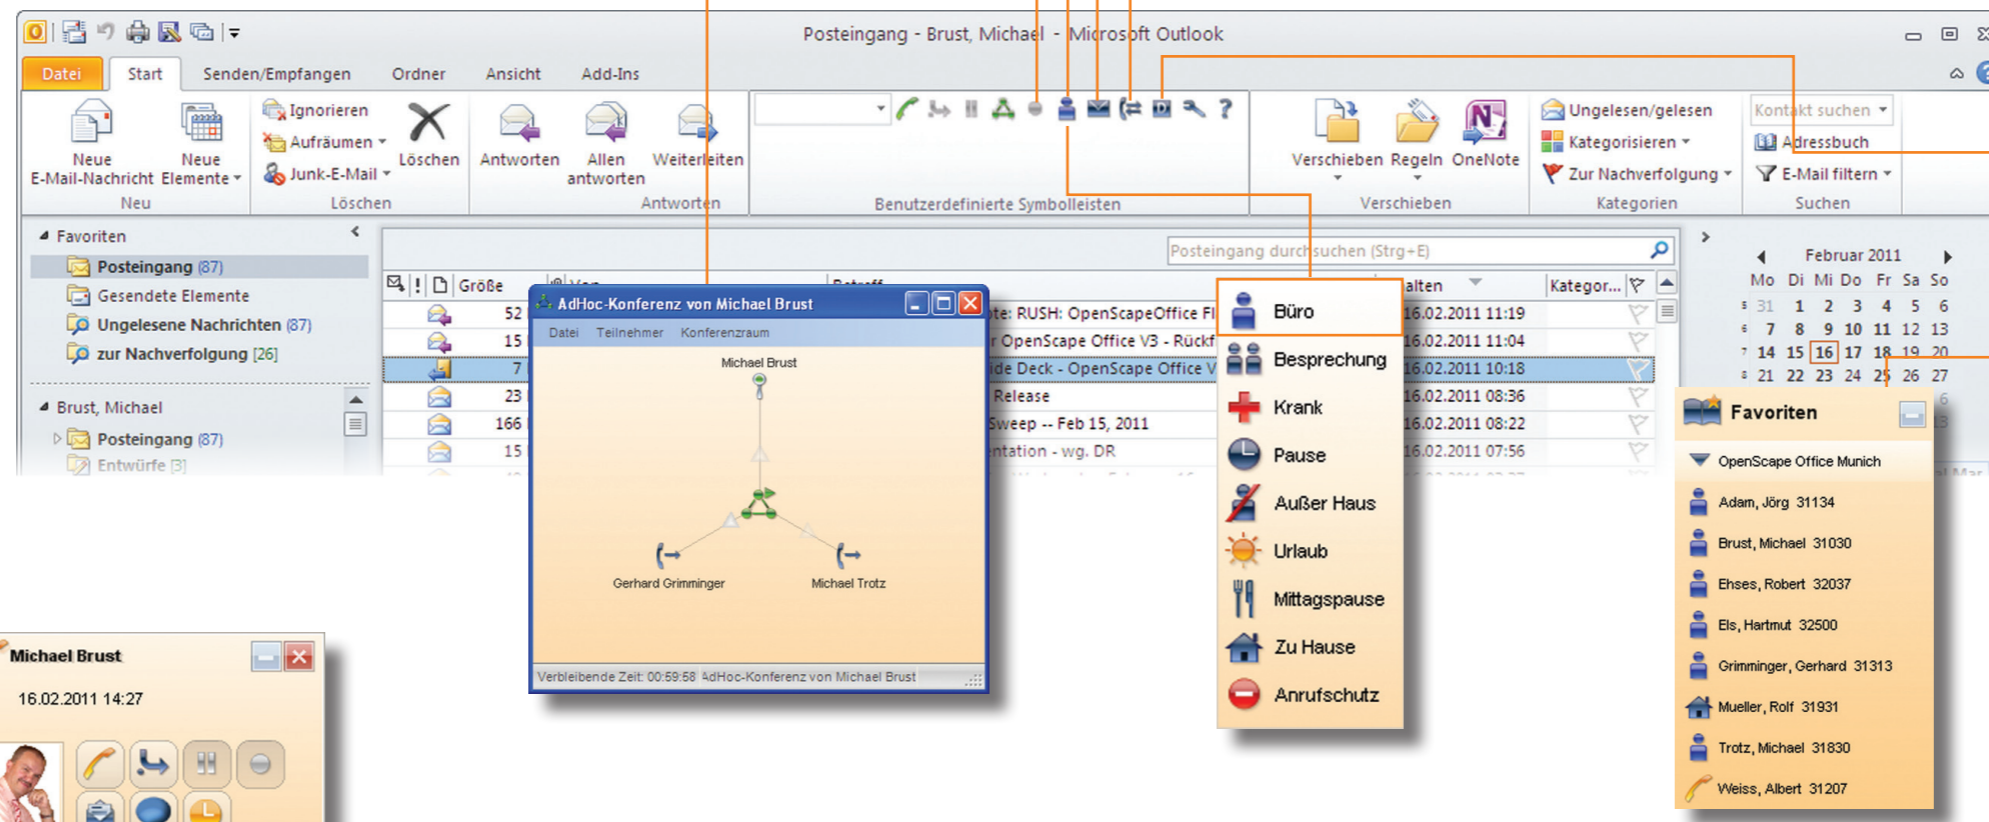 Posteingang - Brust, Michael - Microsoft Outlook
Datei Start Senden/Empfangen Ordner Ansicht Add-Ins
Neue E-Mail-Nachricht
Neue Elemente
Neu
Ignorieren
Aufräumen
Junk-E-Mail
Löschen
Löschen
Antworten
Allen antworten
Weiterleiten
Antworten
Benutzerdefinierte Symbolleisten
Verschieben Regeln OneNote
Verschieben
Ungelesen/gelesen
Kategorisieren
Zur Nachverfolgung
Kategorien
Kontakt suchen
Adressbuch
E-Mail filtern
Suchen
Favoriten
Posteingang (87)
Gesendete Elemente
Ungelesene Nachrichten (87)
zur Nachverfolgung [26]
Brust, Michael
Posteingang (87)
Entwürfe [3]
Posteingang durchsuchen (Strg+E)
! Größe Von Betreff alten Kategor...
52 te: RUSH: OpenScapeOffice Fl 16.02.2011 11:19
15 r OpenScape Office V3 - Rückf 16.02.2011 11:04
7 ide Deck - OpenScape Office V 16.02.2011 10:18
23 Release 16.02.2011 08:36
166 Sweep -- Feb 15, 2011 16.02.2011 08:22
15 entation - wg. DR 16.02.2011 07:56
Februar 2011
Mo Di Mi Do Fr Sa So
5 31 1 2 3 4 5 6
6 7 8 9 10 11 12 13
7 14 15 16 17 18 19 20
8 21 22 23 24 25 26 27
6
13
AdHoc-Konferenz von Michael Brust
Datei Teilnehmer Konferenzraum
Michael Brust
Gerhard Grimminger
Michael Trotz
Verbleibende Zeit: 00:59:58 AdHoc-Konferenz von Michael Brust
Büro
Besprechung
Krank
Pause
Außer Haus
Urlaub
Mittagspause
Zu Hause
Anrufschutz
Favoriten
OpenScape Office Munich
Adam, Jörg 31134
Brust, Michael 31030
Ehses, Robert 32037
Els, Hartmut 32500
Grimminger, Gerhard 31313
Mueller, Rolf 31931
Trotz, Michael 31830
Weiss, Albert 31207
Michael Brust
16.02.2011 14:27